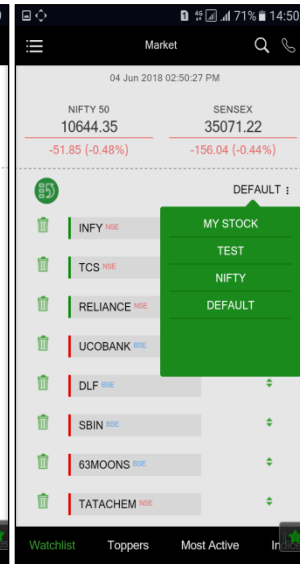 71% 14:50
Market
04 Jun 2018 02:50:27 PM
NIFTY 50 SENSEX
10644.35 35071.22
-51.85 (-0.48%) -156.04 (-0.44%)
DEFAULT
MY STOCK
TEST
NIFTY
DEFAULT
INFY NSE
TCS NSE
RELIANCE NSE
UCOBANK BSE
DLF BSE
SBIN BSE
63MOONS BSE
TATACHEM NSE
Watchlist Toppers Most Active